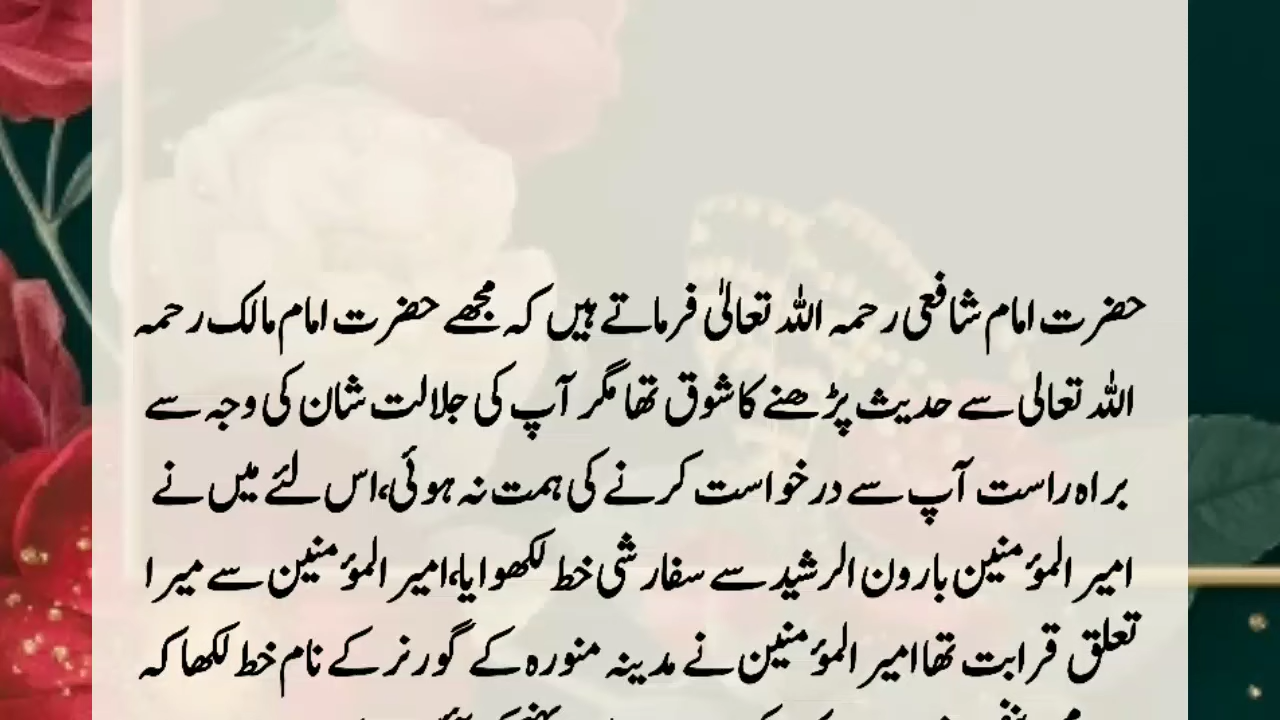 حضرت امام شافعی رحمہ اللہ تعالیٰ فرماتے ہیں کہ مجھے حضرت امام مالک رحمہ
اللہ تعالی سے حدیث پڑھنے کا شوق تھا مگر آپ کی جلالت شان کی وجہ سے
براہ راست آپ سے درخواست کرنے کی ہمت نہ ہوئی،اس لئے میں نے
امیر المؤمنین ہارون الرشید سے سفارشی خط لکھوایا،امیر المؤمنین سے میرا
تعلق قرابت تھا امیر المؤمنین نے مدینہ منورہ کے گورنر کے نام خط لکھا کہ